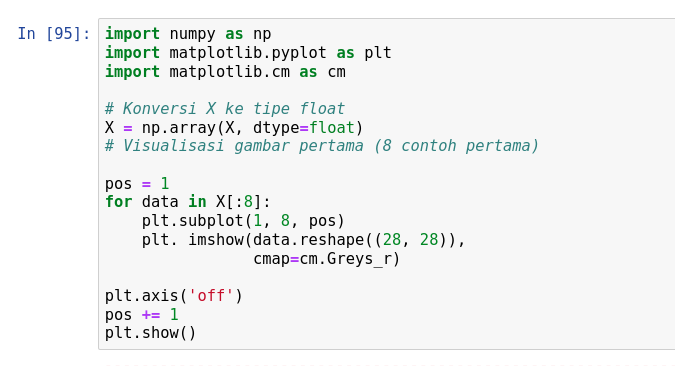 In [95]: import numpy as np
import matplotlib.pyplot as plt
import matplotlib.cm as cm
# Konversi X ke tipe float
X = np.array(X, dtype=float)
# Visualisasi gambar pertama (8 contoh pertama)
pos = 1
for data in X[:8]:
    plt.subplot(1, 8, pos)
    plt. imshow(data.reshape((28, 28)),
                cmap=cm.Greys_r)
plt.axis('off')
pos += 1
plt.show()